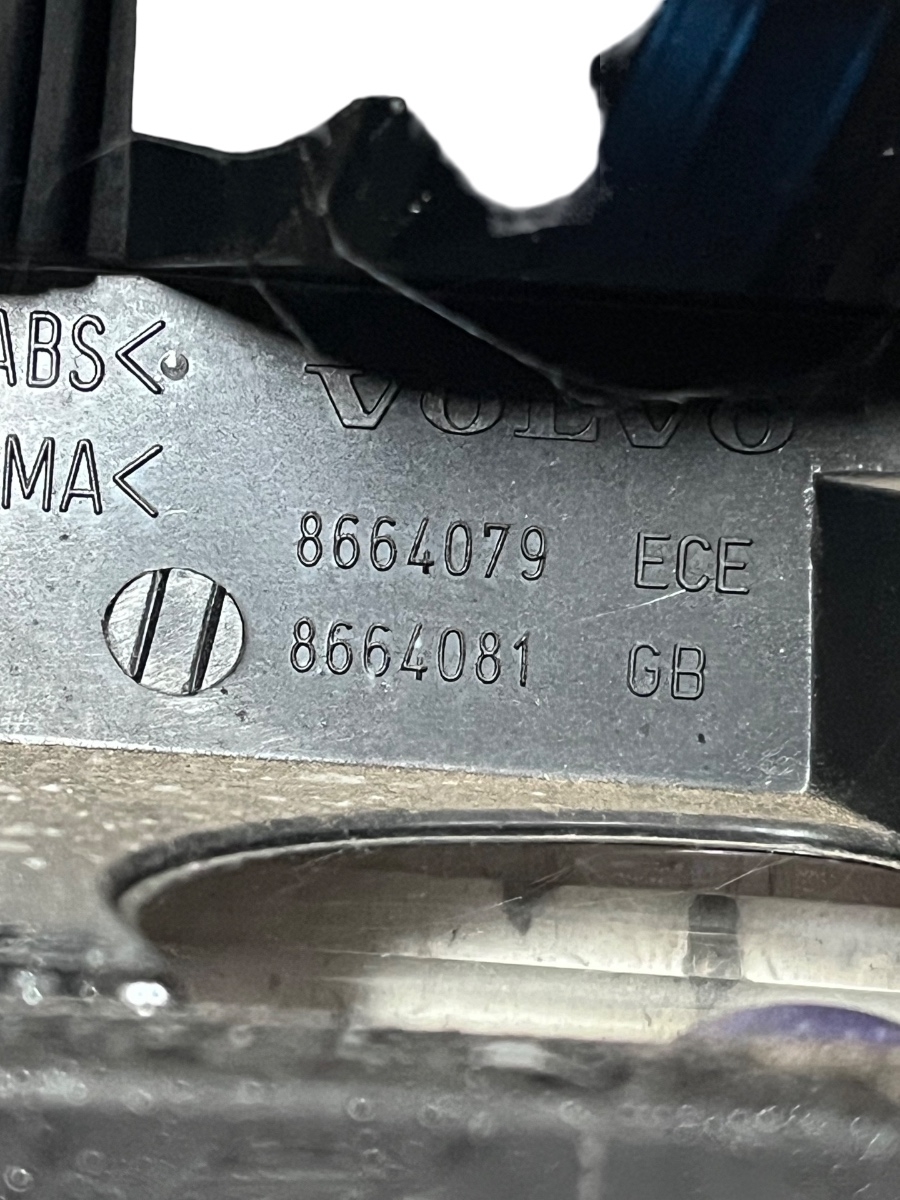 ABS<
VOLVO
MA<
8664079 ECE
8664081 GB